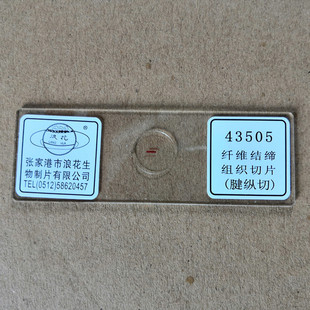 浪花
®
张家港市浪花生
物制片有限公司
TEL(0512)58620457
43505
纤维结缔
组织切片
(腱纵切)